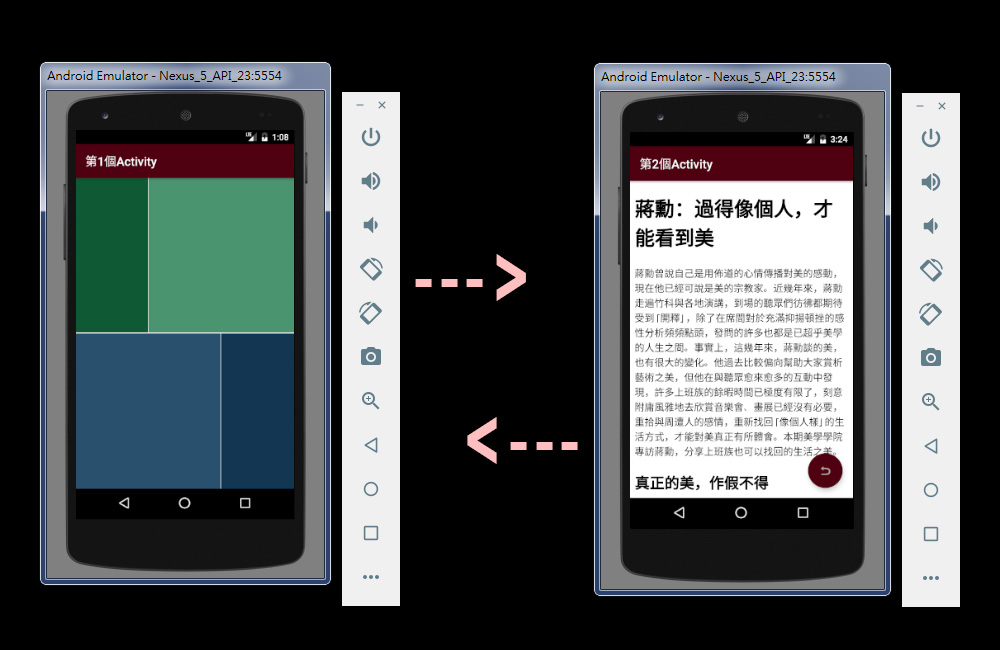 Android Emulator - Nexus_5_API_23:5554
1:08
第1個Activity
Android Emulator - Nexus_5_API_23:5554
3:24
第2個Activity
蔣勳：過得像個人，才
能看到美
蔣勳曾說自己是用佈道的心情傳播對美的感動，
現在他已經可說是美的宗教家。近幾年來，蔣勳
走遍竹科與各地演講，到場的聽眾們彷彿都期待
受到「開釋」，除了在席間對於充滿抑揚頓挫的感
性分析頻頻點頭，發問的許多也都是已超乎美學
的人生之問。事實上，這幾年來，蔣勳談的美，
也有很大的變化。他過去比較偏向幫助大家賞析
藝術之美，但他在與聽眾愈來愈多的互動中發
現，許多上班族的餘暇時間已極度有限了，刻意
附庸風雅地去欣賞音樂會、畫展已經沒有必要，
重拾與周遭人的感情，重新找回「像個人樣」的生
活方式，才能對美真正有所體會。本期美學學院
專訪蔣勳，分享上班族也可以找回的生活之美。
真正的美，作假不得